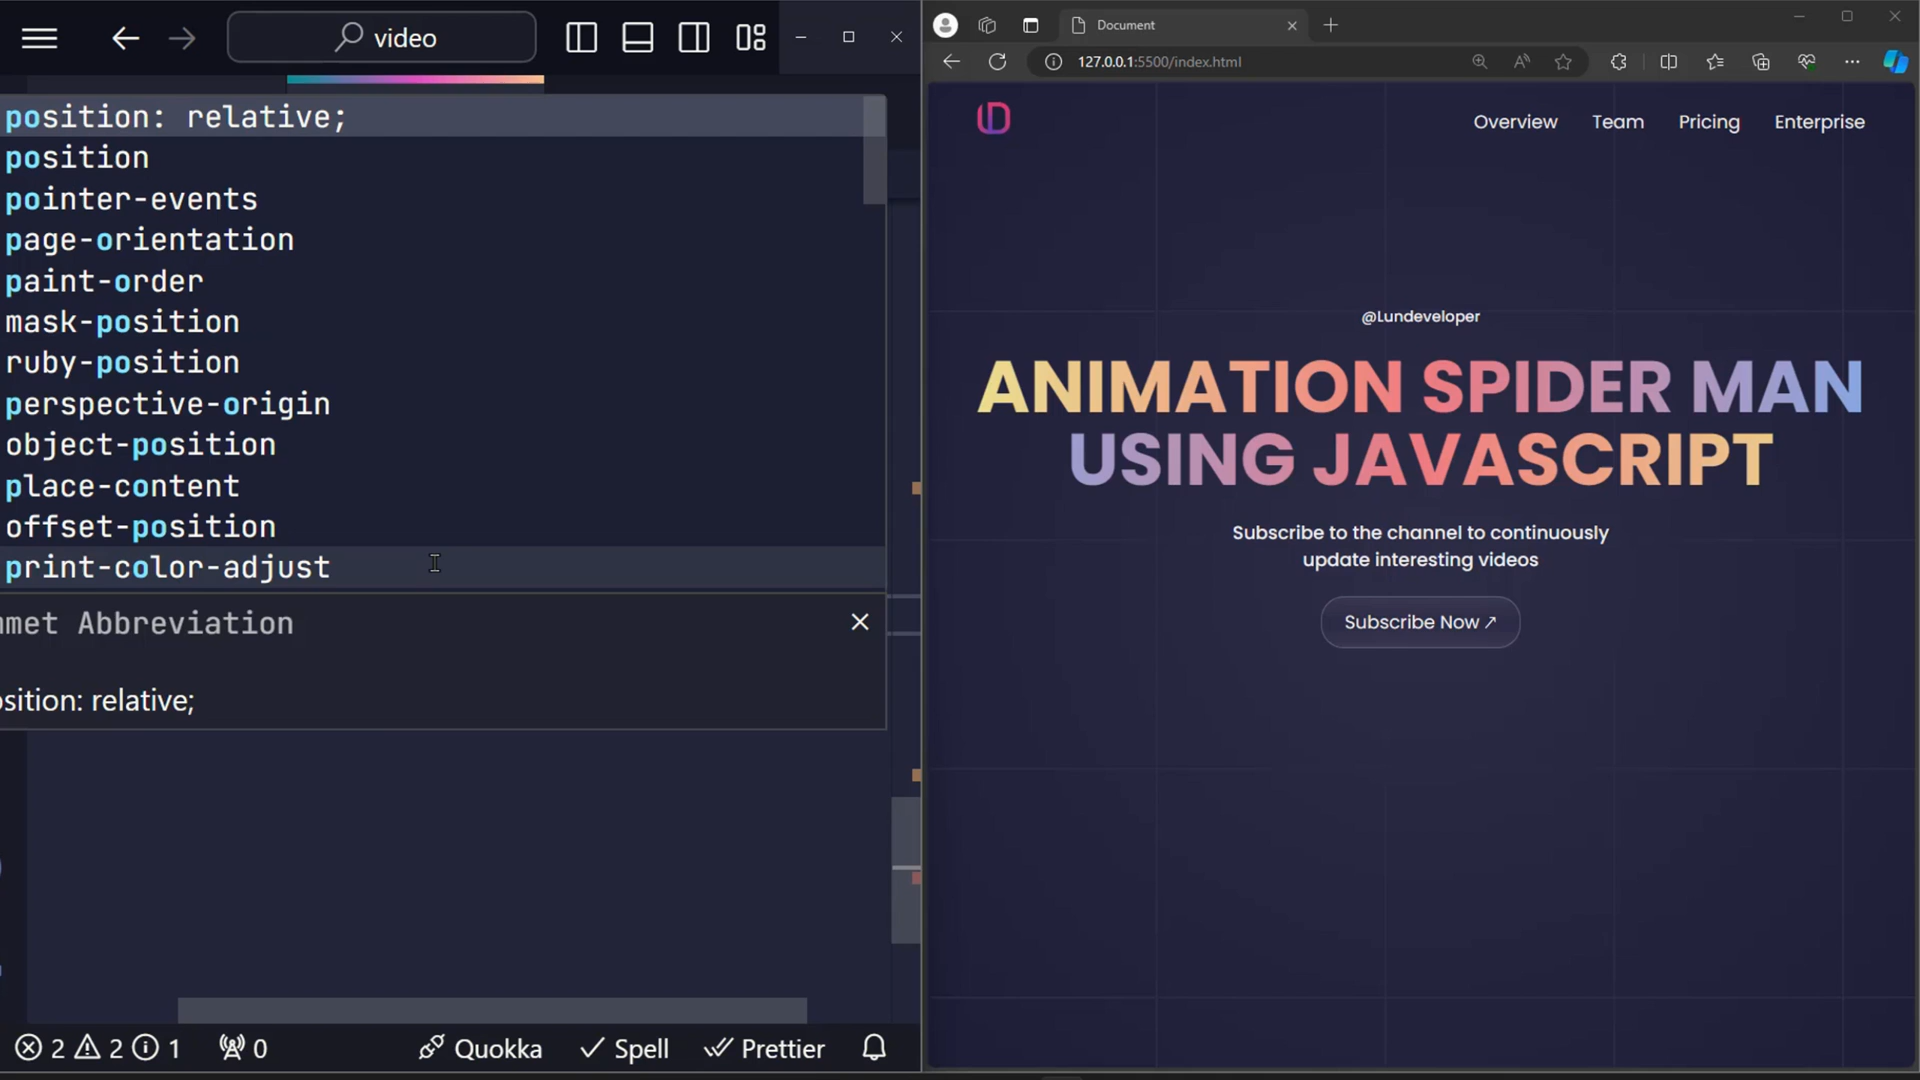 video
position: relative;
position
pointer-events
page-orientation
paint-order
mask-position
ruby-position
perspective-origin
object-position
place-content
offset-position
print-color-adjust
mmet Abbreviation
osition: relative;
2 2 1 0 Quokka Spell Prettier
Document
127.0.0.1:5500/index.html
Overview Team Pricing Enterprise
@Lundeveloper
ANIMATION SPIDER MAN
USING JAVASCRIPT
Subscribe to the channel to continuously
update interesting videos
Subscribe Now ↗